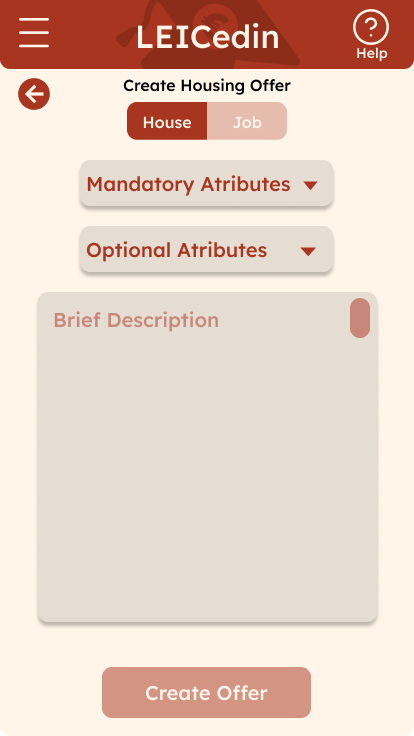 LEICedin
?
Help
Create Housing Offer
House Job
Mandatory Atributes
Optional Atributes
Brief Description
Create Offer